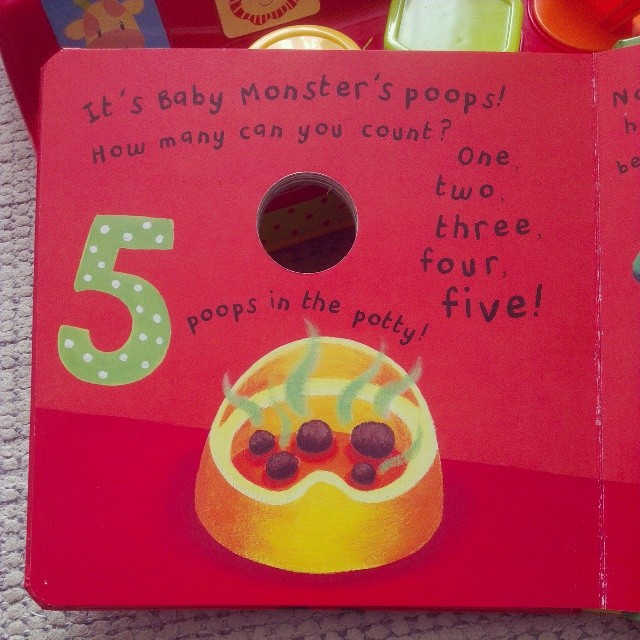 It's Baby Monster's poops!
How many can you count?
One,
two,
three,
four,
five!
5
poops in the potty!